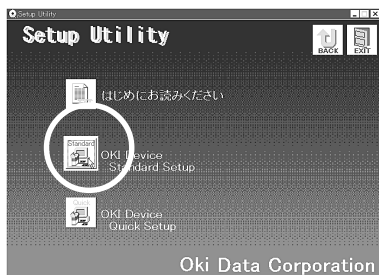 Setup Utility
Setup Utility
BACK
EXIT
はじめにお読みください
Standard
OKI Device
Standard Setup
Quick
OKI Device
Quick Setup
Oki Data Corporation